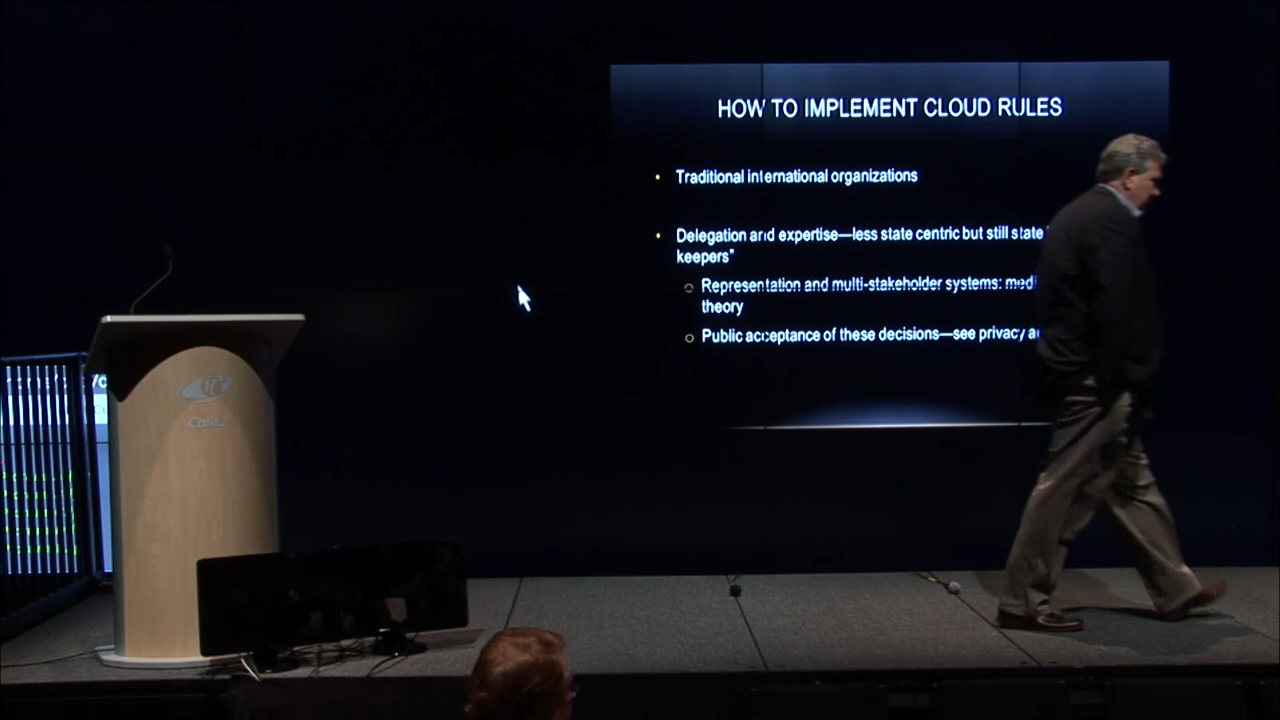 HOW TO IMPLEMENT CLOUD RULES
• Traditional international organizations
• Delegation and expertise—less state centric but still state
keepers"
○ Representation and multi-stakeholder systems:
theory
○ Public acceptance of these decisions—see privacy
Calit2